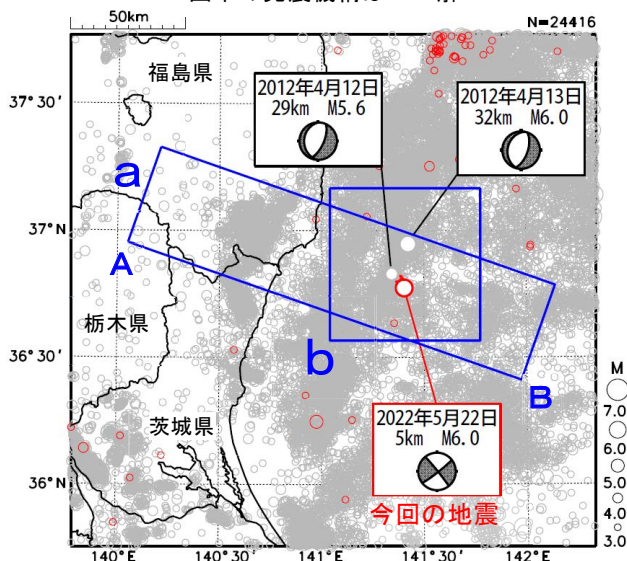 50km
N=24416
福島県
37°30′
2012年4月12日
29km M5.6
2012年4月13日
32km M6.0
a
37°N
A
栃木県
36°30′
b
B
2022年5月22日
5km M6.0
今回の地震
茨城県
36°N
M
7.0
6.0
5.0
4.0
3.0
140°E
140°30′
141°E
141°30′
142°E